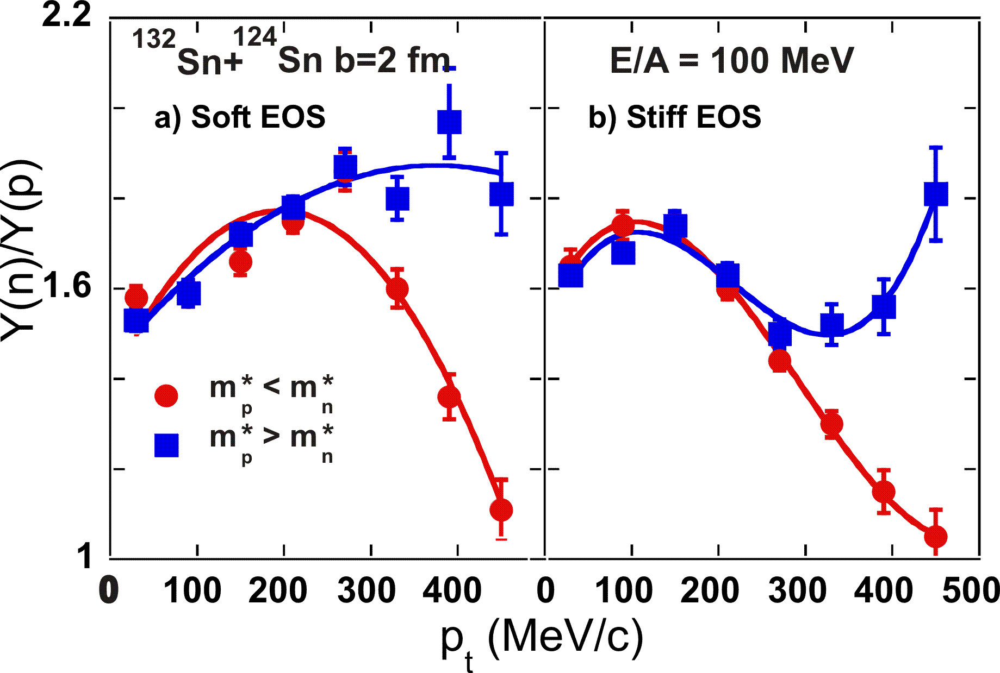 2.2
132Sn+124Sn b=2 fm
E/A = 100 MeV
a) Soft EOS
b) Stiff EOS
Y(n)/Y(p)
1.6
m*p < m*n
m*p > m*n
1
0 100 200 300 400 0 100 200 300 400 500
pt (MeV/c)